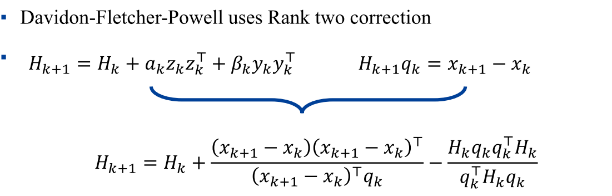 ▪ Davidon-Fletcher-Powell uses Rank two correction
▪ H_{k+1} = H_k + a_k z_k z_k^⊤ + β_k y_k y_k^⊤    H_{k+1} q_k = x_{k+1} − x_k
H_{k+1} = H_k + \frac{(x_{k+1} − x_k)(x_{k+1} − x_k)^⊤}{(x_{k+1} − x_k)^⊤ q_k} − \frac{H_k q_k q_k^⊤ H_k}{q_k^⊤ H_k q_k}